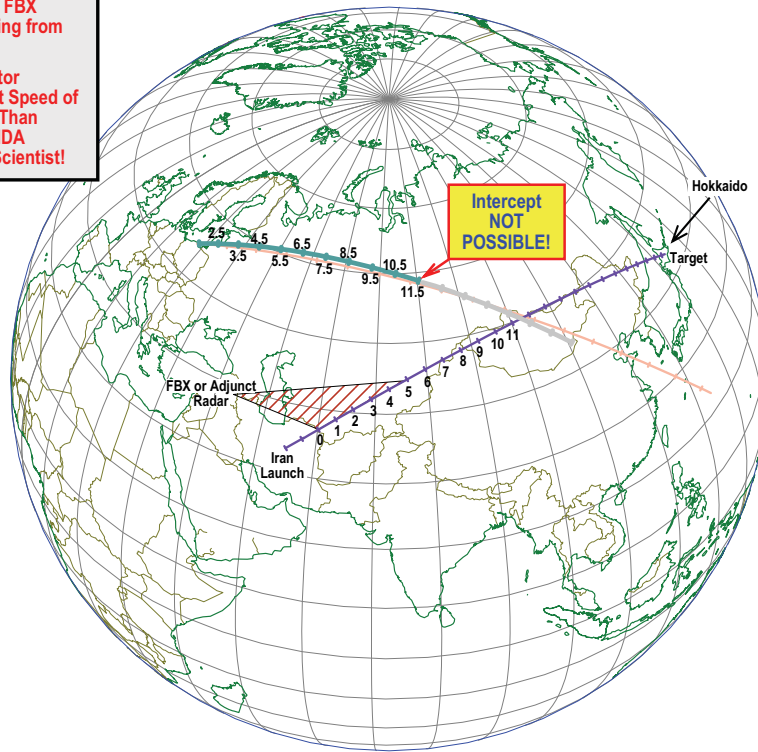 FBX
ing from
tor
t Speed of
Than
DA
Scientist!
Intercept
NOT
POSSIBLE!
Hokkaido
Target
2.5
4.5
6.5
8.5
10.5
3.5
5.5
7.5
9.5
11.5
FBX or Adjunct
Radar
0
1
2
3
4
5
6
7
8
9
10
11
Iran
Launch